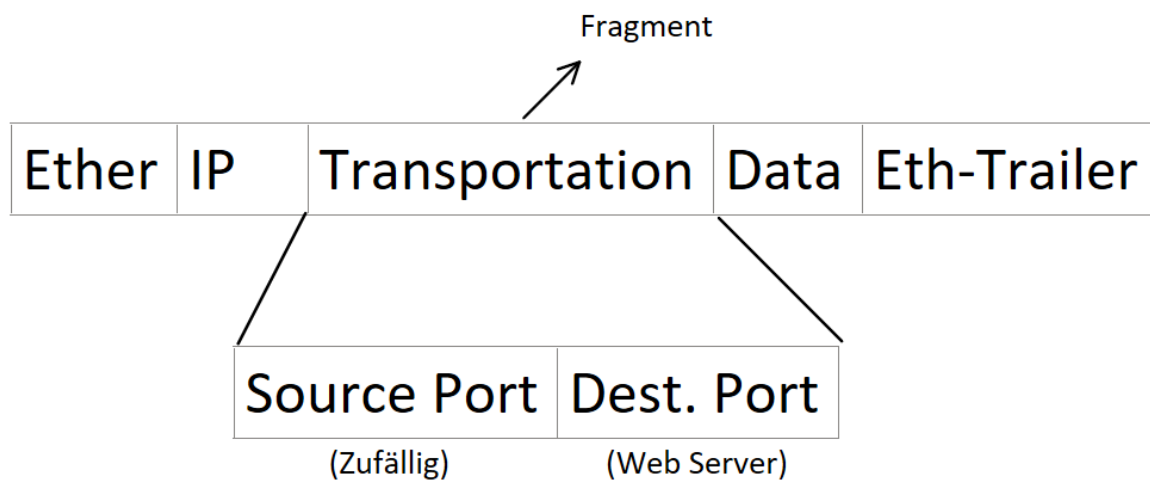 Fragment
Ether IP Transportation Data Eth-Trailer
Source Port Dest. Port
(Zufällig) (Web Server)